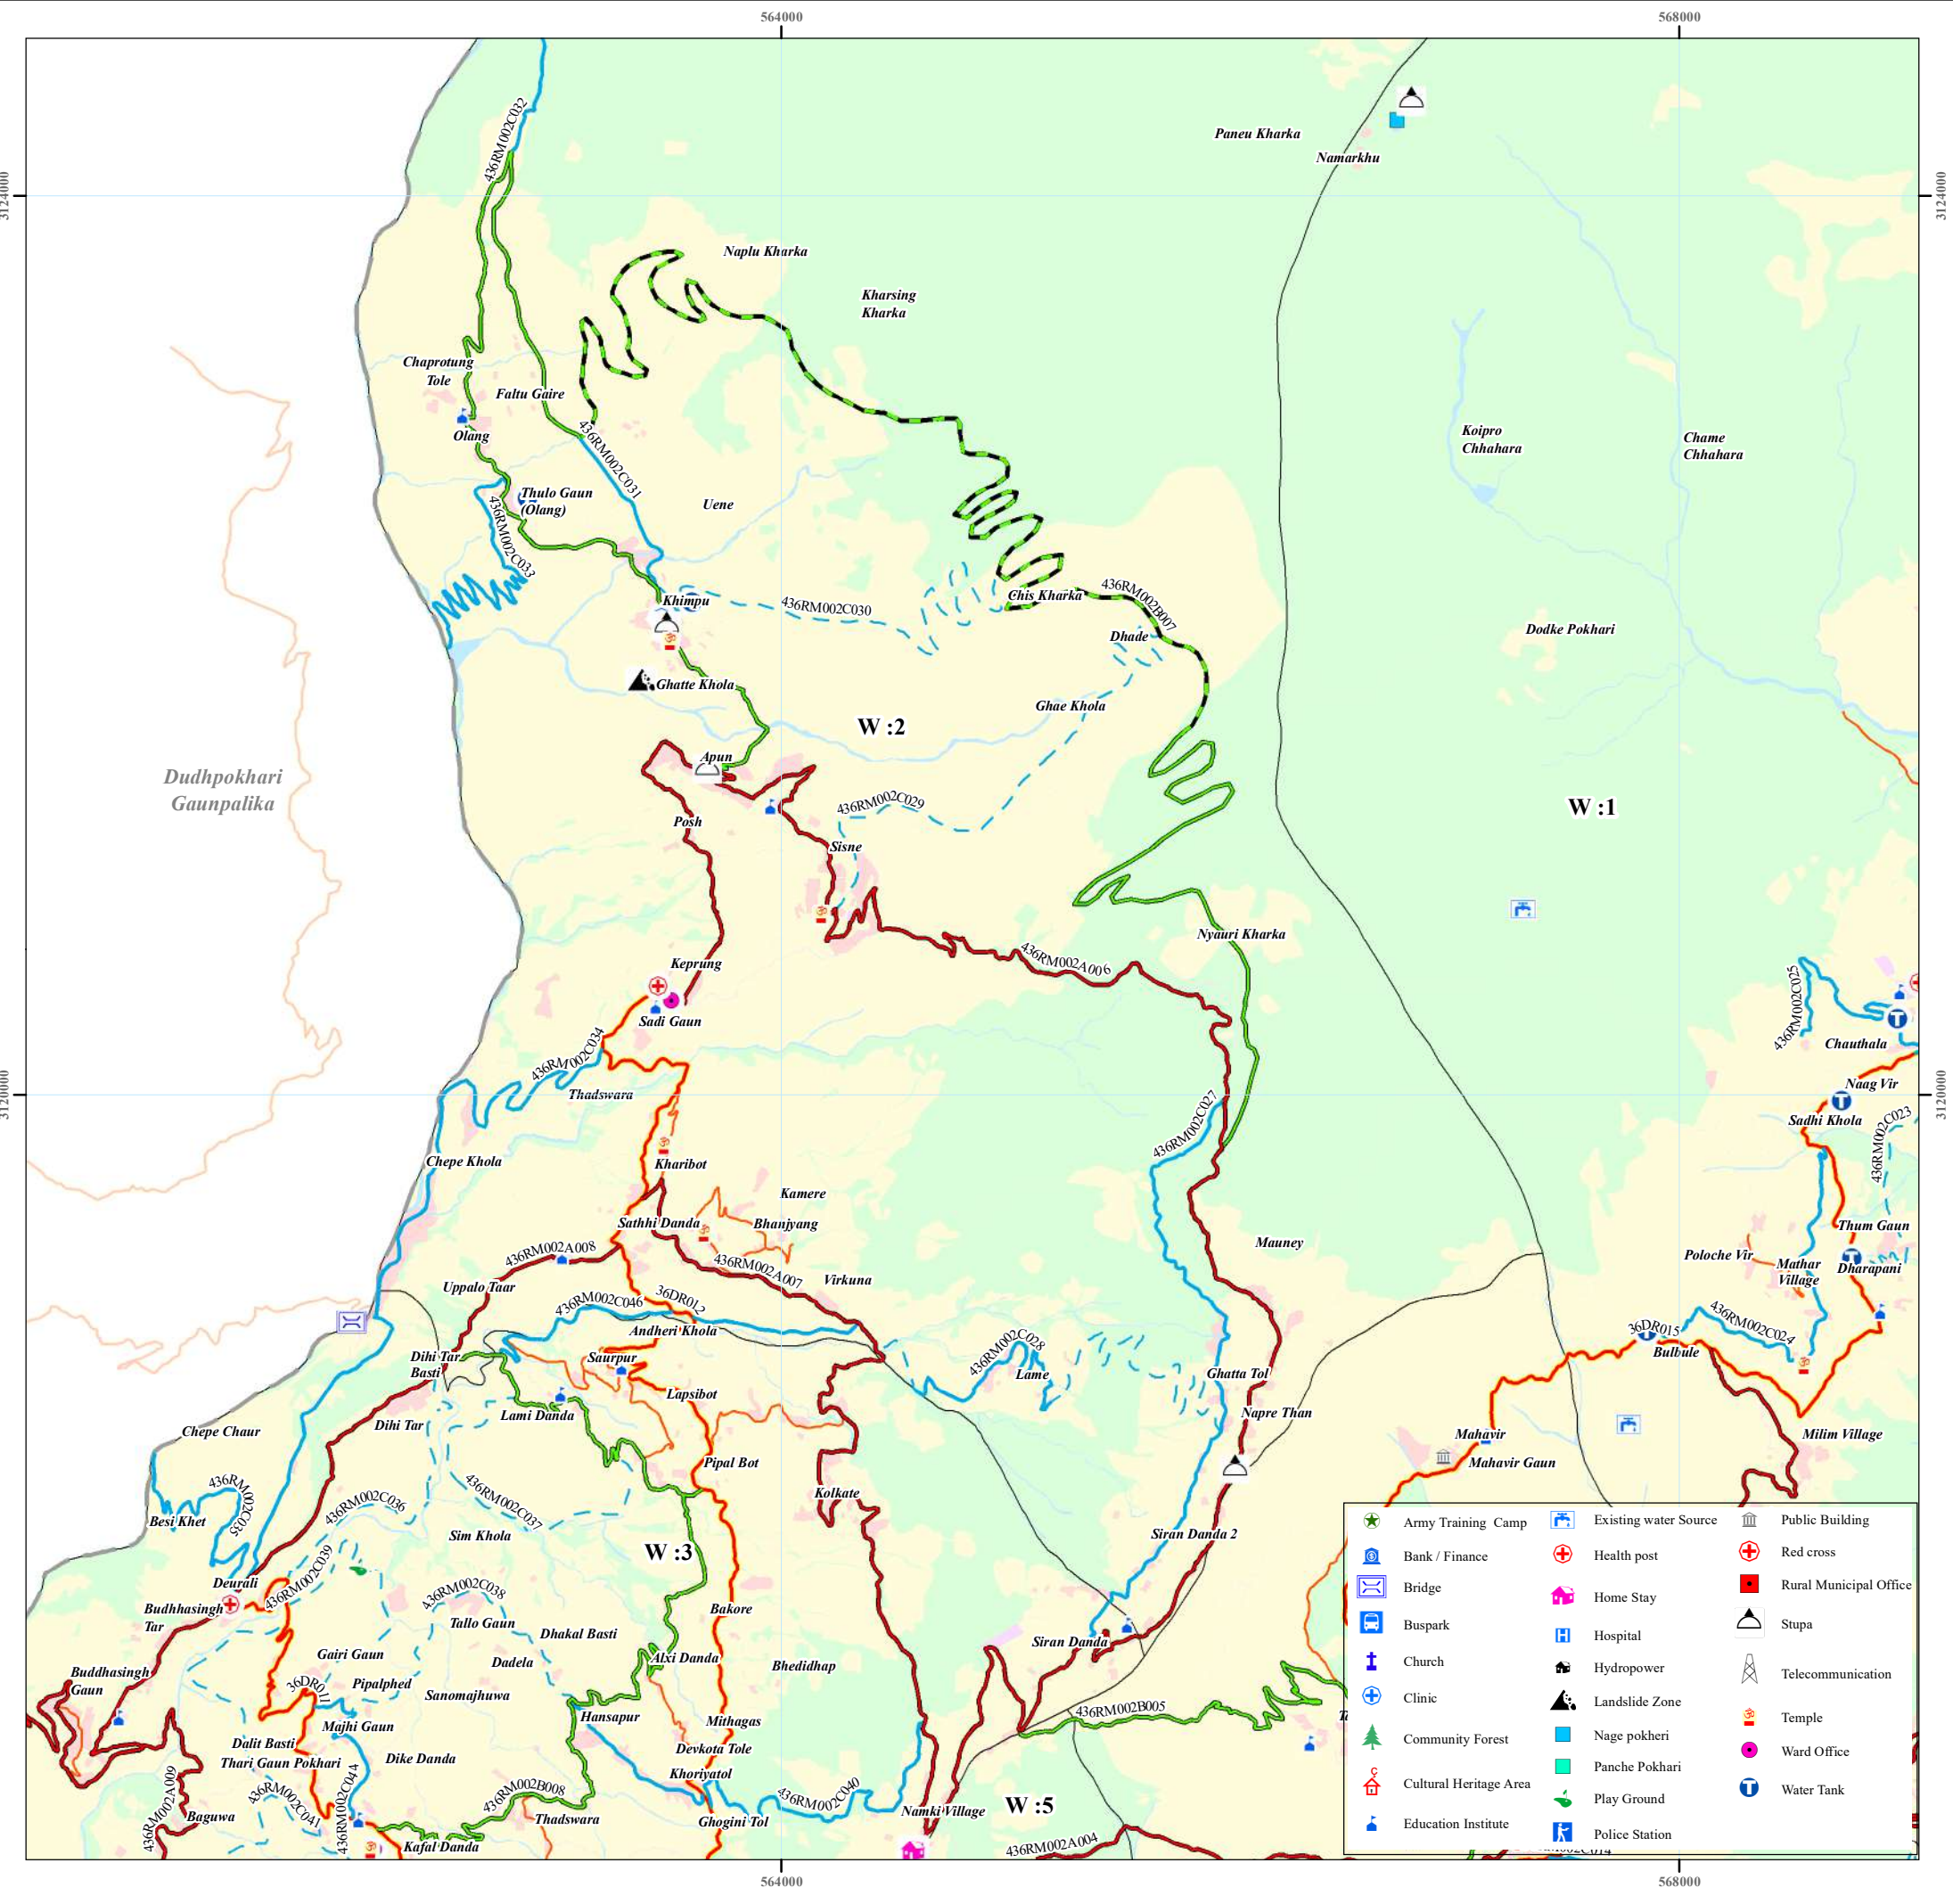 564000
568000
3124000
3124000
436RM002C032
Paneu Kharka
Namarkhu
Naplu Kharka
Kharsing
Kharka
Chaprotung
Tole
Faltu Gaire
Olang
436RM002C031
Koipro
Chhahara
Chame
Chhahara
Thulo Gaun
(Olang)
Uene
436RM002C033
Khimpu
436RM002C030
Chis Kharka
436RM002B007
Dhade
Dodke Pokhari
Ghatte Khola
Ghae Khola
W :2
Apun
Dudhpokhari
Gaunpalika
436RM002C029
W :1
Posh
Sisne
Nyauri Kharka
Keprung
436RM002A006
Sadi Gaun
436RM002C025
Chauthala
436RM002C034
Thadswara
3120000
3120000
Naag Vir
Sadhi Khola
436RM002C023
436RM002C027
Chepe Khola
Kharibot
Kamere
Sathhi Danda
Bhanjyang
Thum Gaun
Mauney
436RM002A008
Poloche Vir
Mathar
Village
Dharapani
436RM002A007
Virkuna
Uppalo Taar
436RM002C046
36DR012
Andheri Khola
436RM002C028
36DR015
436RM002C024
Bulbule
Dihi Tar
Basti
Saurpur
Lame
Ghatta Tol
Lapsibot
Lami Danda
Napre Than
Chepe Chaur
Dihi Tar
Mahavir
Milim Village
Pipal Bot
Mahavir Gaun
436RM002C035
436RM002C036
436RM002C037
Kolkate
Besi Khet
Sim Khola
Siran Danda 2
W :3
436RM002C039
Deurali
436RM002C038
Budhhasingh
Tar
Bakore
Tallo Gaun
Dhakal Basti
Siran Danda
Gairi Gaun
Dadela
Alxi Danda
Bhedidhap
Buddhasingh
Gaun
36DR011
Pipalphed
Sanomajhuwa
Hansapur
436RM002B005
Majhi Gaun
Mithagas
Dalit Basti
Thari Gaun Pokhari
Dike Danda
Devkota Tole
Khoriyatol
436RM002A009
436RM002C041
436RM002C044
436RM002B008
436RM002C040
Baguwa
Thadswara
Ghogini Tol
Namki Village
W :5
Kafal Danda
436RM002A004
Army Training Camp
Bank / Finance
Bridge
Buspark
Church
Clinic
Community Forest
Cultural Heritage Area
Education Institute
Existing water Source
Health post
Home Stay
Hospital
Hydropower
Landslide Zone
Nage pokheri
Panche Pokhari
Play Ground
Police Station
Public Building
Red cross
Rural Municipal Office
Stupa
Telecommunication
Temple
Ward Office
Water Tank
564000
568000